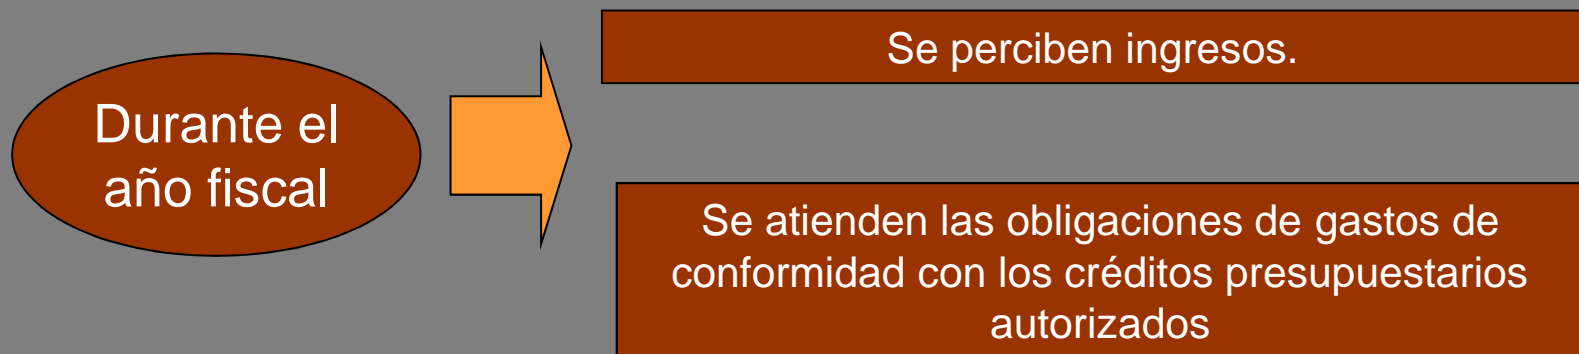 Durante el
año fiscal
Se perciben ingresos.
Se atienden las obligaciones de gastos de
conformidad con los créditos presupuestarios
autorizados